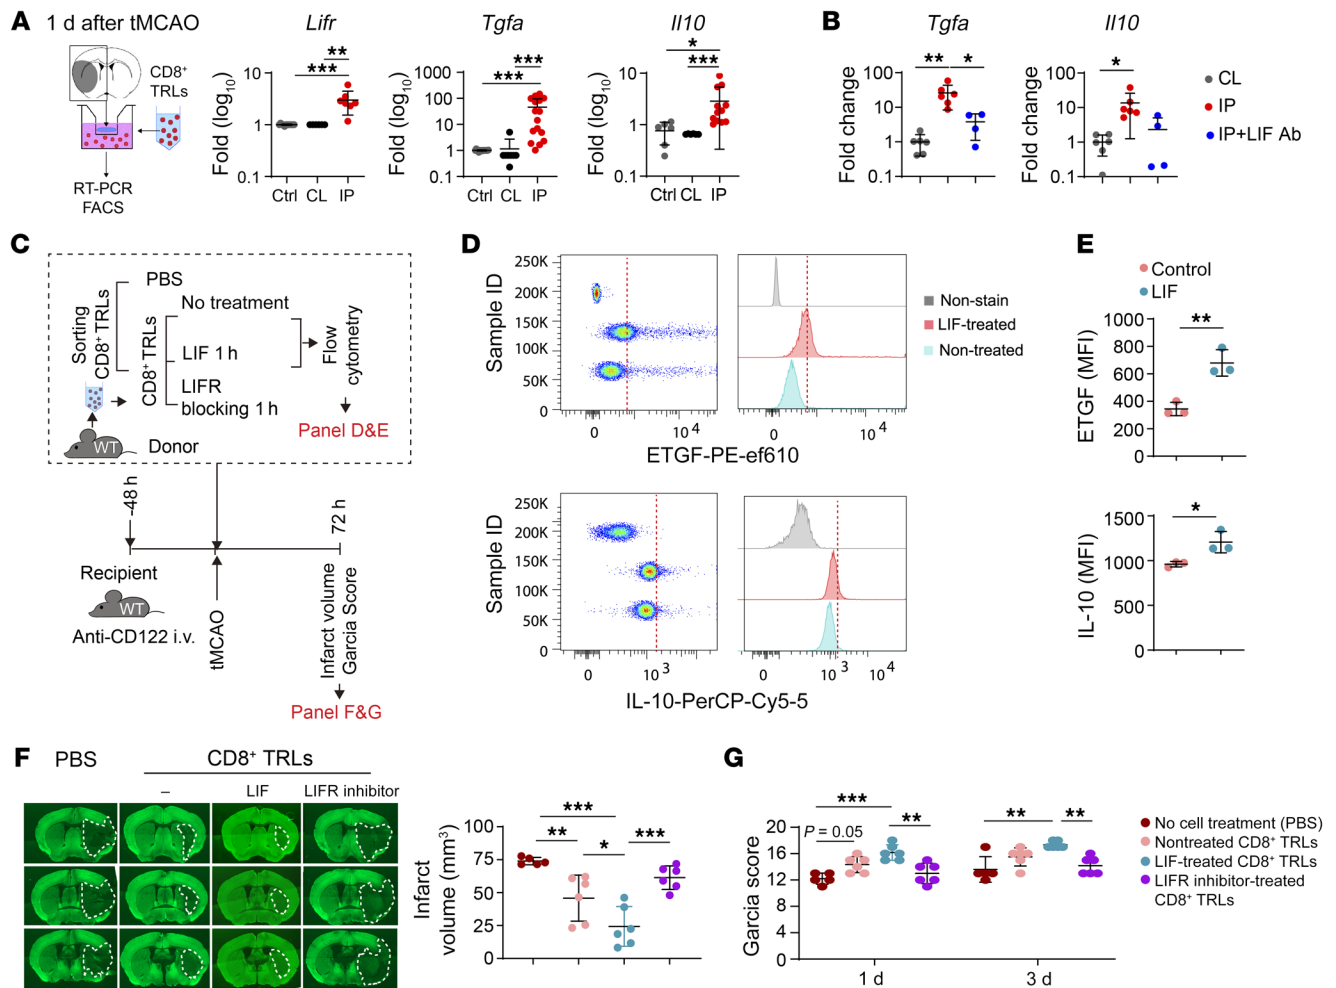 A 1 d after tMCAO
CD8⁺
TRLs
RT-PCR
FACS
Lifr
Fold (log₁₀)
10
1
0.1
Ctrl CL IP
***
**
Tgfa
Fold (log₁₀)
1000
100
10
1
0.1
Ctrl CL IP
***
***
Il10
Fold (log₁₀)
10
1
0.1
Ctrl CL IP
*
***
B
Tgfa
Fold change
100
10
1
0.1
**
*
Il10
Fold change
100
10
1
0.1
*
CL
IP
IP+LIF Ab
C
Sorting
CD8⁺ TRLs
PBS
CD8⁺ TRLs
No treatment
LIF 1 h
LIFR
blocking 1 h
Flow
cytometry
Panel D&E
WT
Donor
-48 h
72 h
Recipient
WT
Anti-CD122 i.v.
tMCAO
Infarct volume
Garcia Score
Panel F&G
D
Sample ID
250K
200K
150K
100K
50K
0
0 10⁴
0 10⁴
ETGF-PE-ef610
Non-stain
LIF-treated
Non-treated
Sample ID
250K
200K
150K
100K
50K
0
0 10³
0 10³ 10⁴
IL-10-PerCP-Cy5-5
E
Control
LIF
ETGF (MFI)
1000
800
600
400
200
0
**
IL-10 (MFI)
1500
1000
500
0
*
F
PBS
CD8⁺ TRLs
– LIF LIFR inhibitor
Infarct
volume (mm³)
100
75
50
25
0
***
** * ***
G
Garcia score
20
16
12
8
4
0
P = 0.05
***
**
** **
1 d 3 d
No cell treatment (PBS)
Nontreated CD8⁺ TRLs
LIF-treated CD8⁺ TRLs
LIFR inhibitor-treated
CD8⁺ TRLs